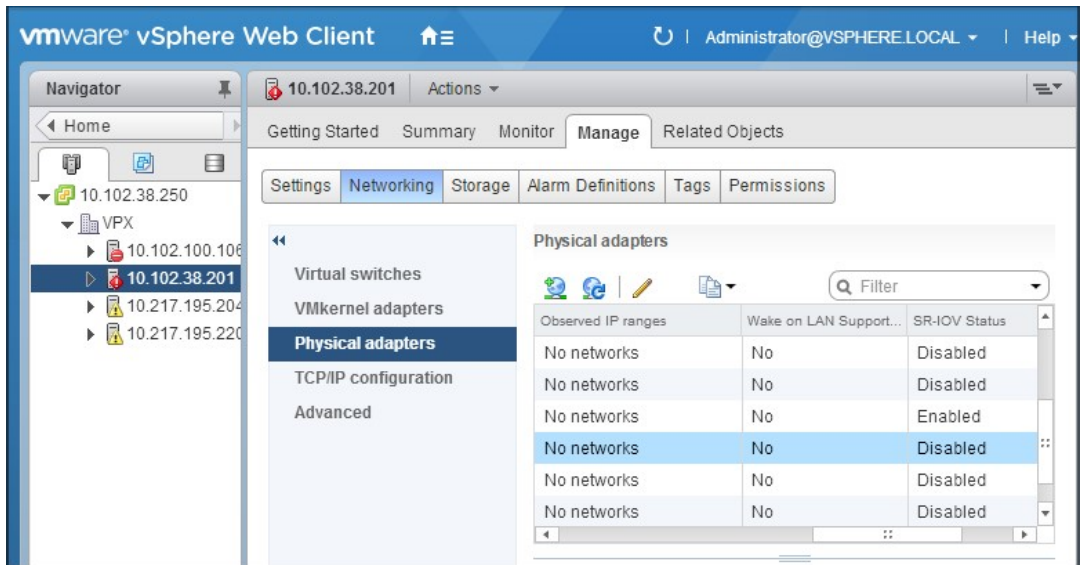 vmware® vSphere Web Client
Administrator@VSPHERE.LOCAL | Help
Navigator
Home
10.102.38.250
VPX
10.102.100.106
10.102.38.201
10.217.195.204
10.217.195.220
10.102.38.201 Actions
Getting Started Summary Monitor Manage Related Objects
Settings Networking Storage Alarm Definitions Tags Permissions
Virtual switches
VMkernel adapters
Physical adapters
TCP/IP configuration
Advanced
Physical adapters
Filter
Observed IP ranges Wake on LAN Support... SR-IOV Status
No networks No Disabled
No networks No Disabled
No networks No Enabled
No networks No Disabled
No networks No Disabled
No networks No Disabled